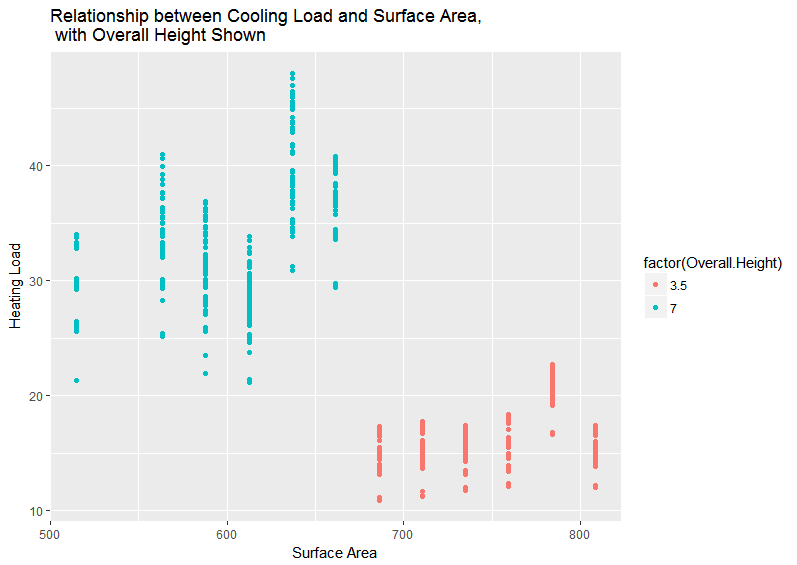 Relationship between Cooling Load and Surface Area,
with Overall Height Shown
Heating Load
40
30
20
10
500
600
700
800
Surface Area
factor(Overall.Height)
3.5
7